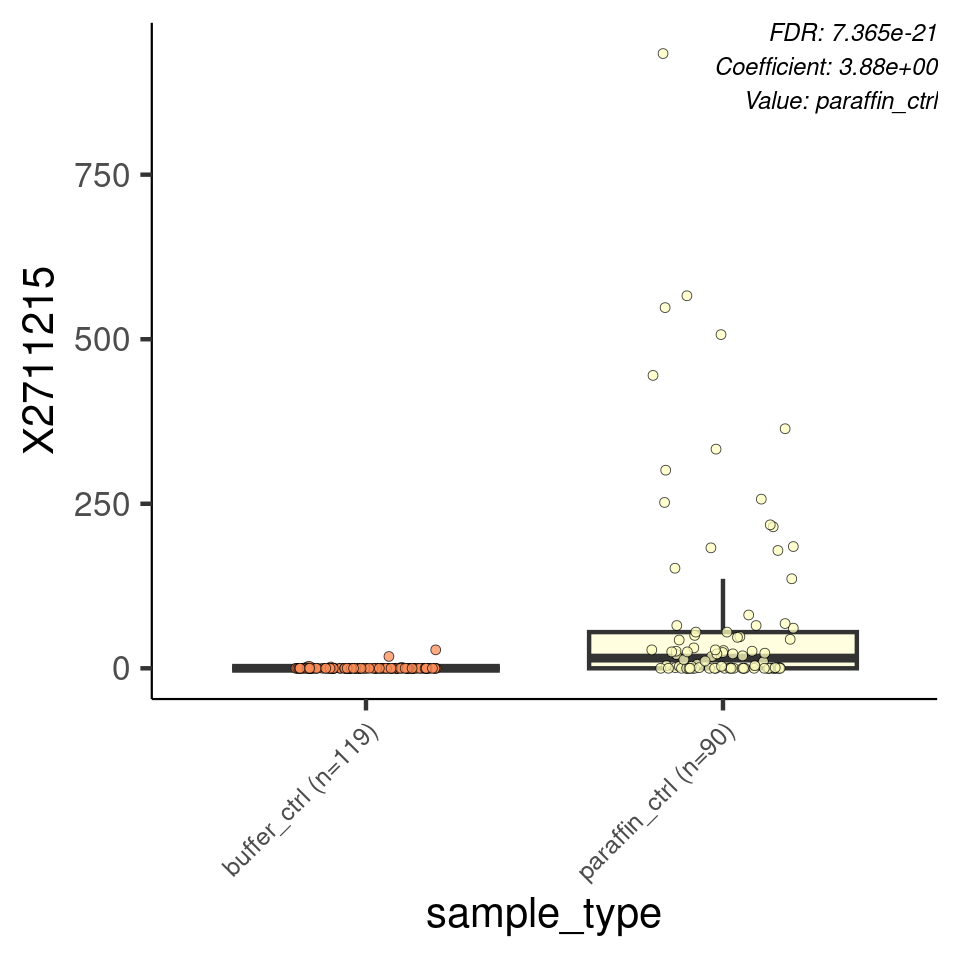 FDR: 7.365e-21
Coefficient: 3.88e+00
Value: paraffin_ctrl
X2711215
750
500
250
0
buffer_ctrl (n=119)
paraffin_ctrl (n=90)
sample_type